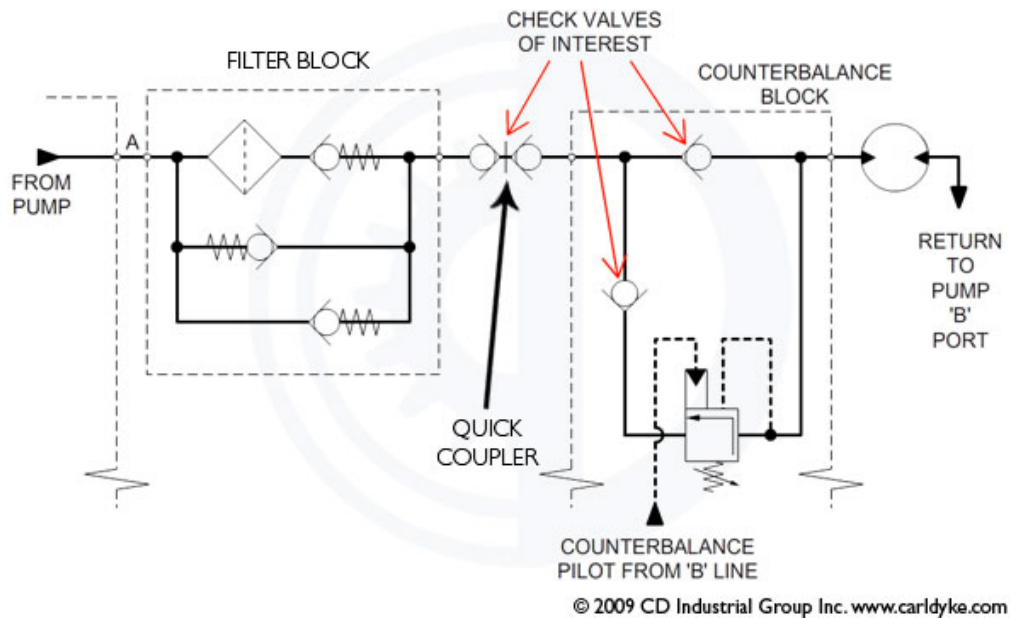 CHECK VALVES
OF INTEREST
FILTER BLOCK
COUNTERBALANCE
BLOCK
A
FROM
PUMP
RETURN
TO
PUMP
'B'
PORT
QUICK
COUPLER
COUNTERBALANCE
PILOT FROM 'B' LINE
© 2009 CD Industrial Group Inc. www.carldyke.com